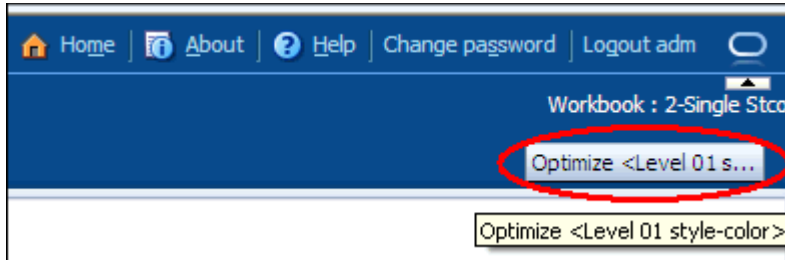 Home About Help Change password Logout adm
Workbook : 2-Single Stco
Optimize <Level 01 s...
Optimize <Level 01 style-color>